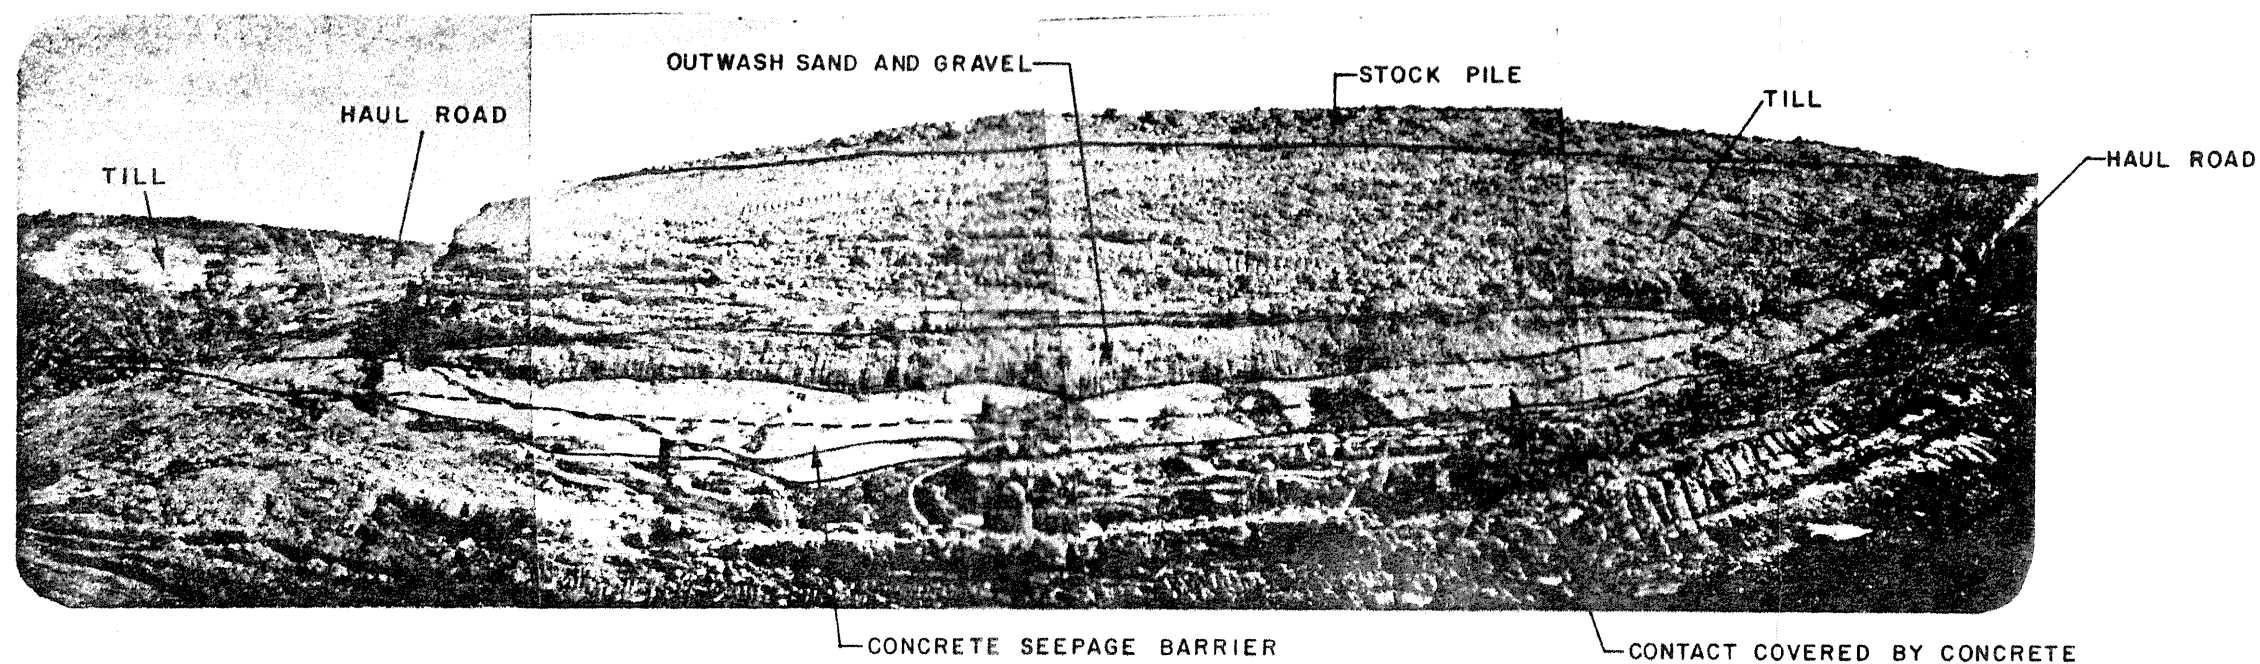 OUTWASH SAND AND GRAVEL
STOCK PILE
TILL
HAUL ROAD
HAUL ROAD
TILL
CONCRETE SEEPAGE BARRIER
CONTACT COVERED BY CONCRETE